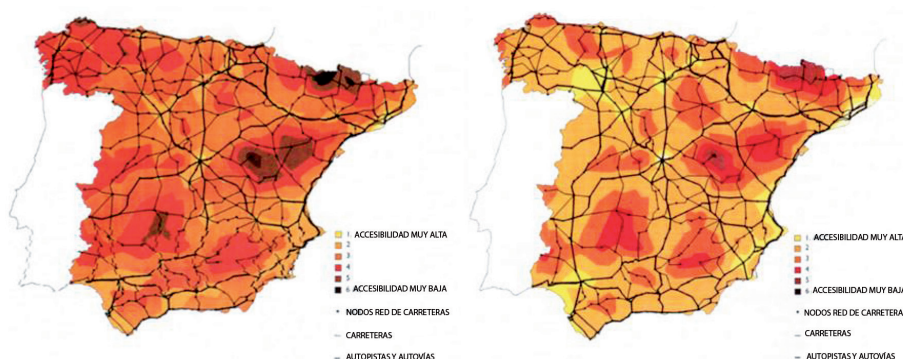 1. ACCESIBILIDAD MUY ALTA
2
3
4
5
6. ACCESIBILIDAD MUY BAJA
NODOS RED DE CARRETERAS
CARRETERAS
AUTOPISTAS Y AUTOVÍAS
1. ACCESIBILIDAD MUY ALTA
2
3
4
5
6. ACCESIBILIDAD MUY BAJA
NODOS RED DE CARRETERA
CARRETERAS
AUTOPISTAS Y AUTOVÍAS